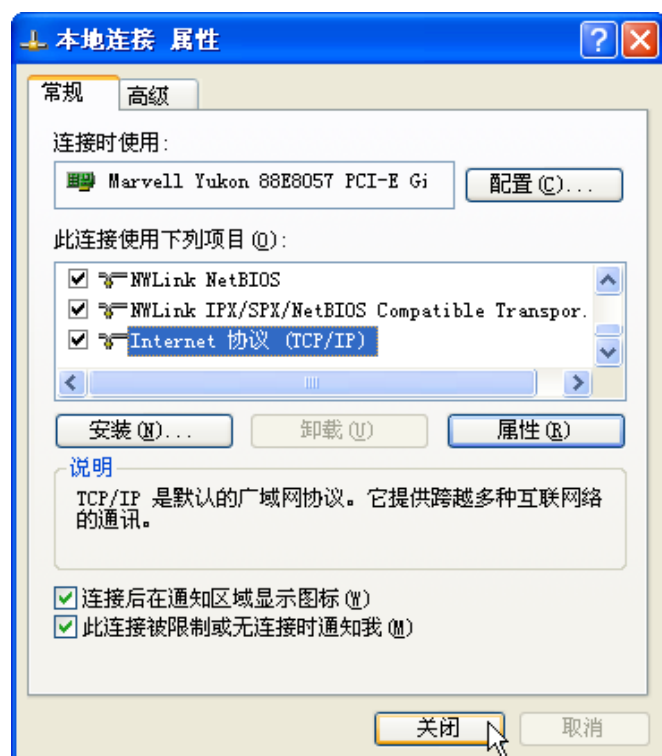 本地连接 属性
常规
高级
连接时使用:
Marvell Yukon 88E8057 PCI-E Gi
配置(C)...
此连接使用下列项目(O):
NWLink NetBIOS
NWLink IPX/SPX/NetBIOS Compatible Transpor.
Internet 协议 (TCP/IP)
安装(N)...
卸载(U)
属性(R)
说明
TCP/IP 是默认的广域网协议。它提供跨越多种互联网络
的通讯。
连接后在通知区域显示图标(W)
此连接被限制或无连接时通知我(M)
关闭
取消